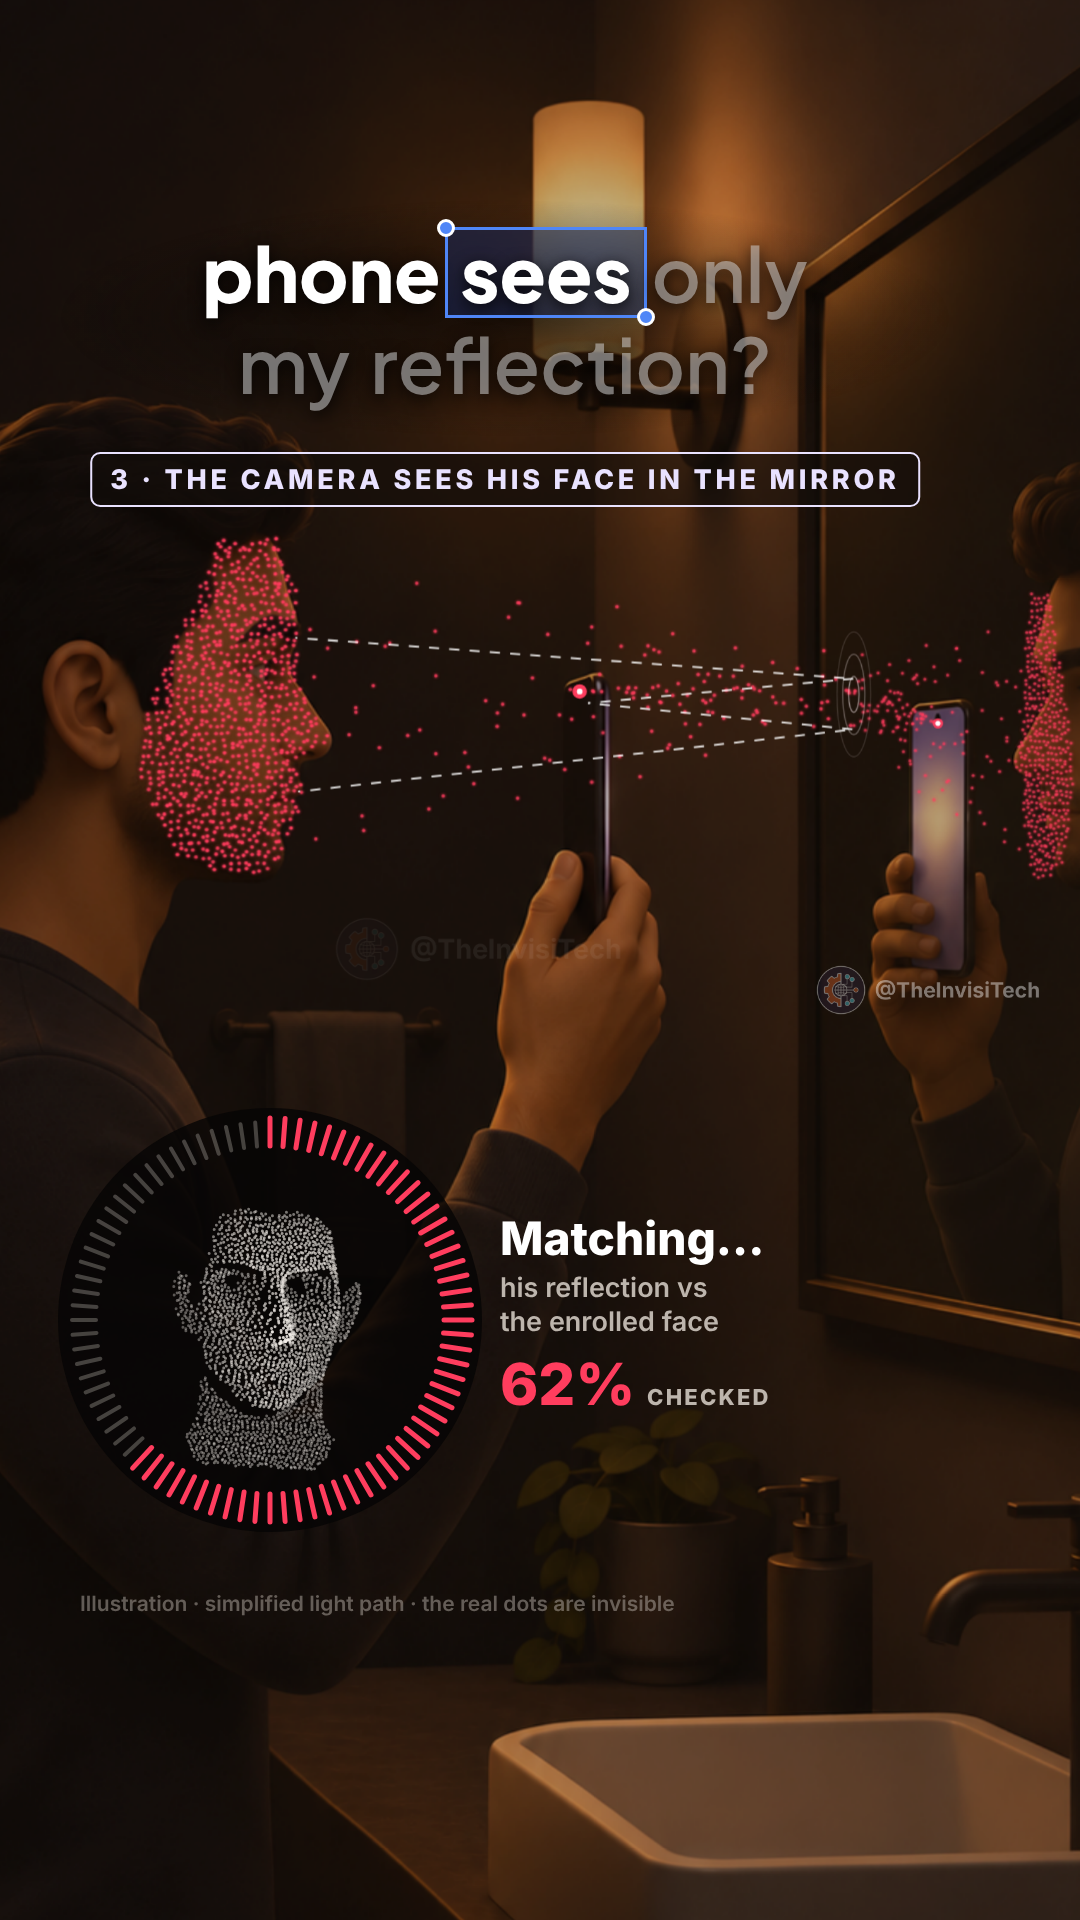 phone sees only
my reflection?
3 · THE CAMERA SEES HIS FACE IN THE MIRROR
@TheInvisiTech
@TheInvisiTech
Matching...
his reflection vs
the enrolled face
62% CHECKED
Illustration · simplified light path · the real dots are invisible